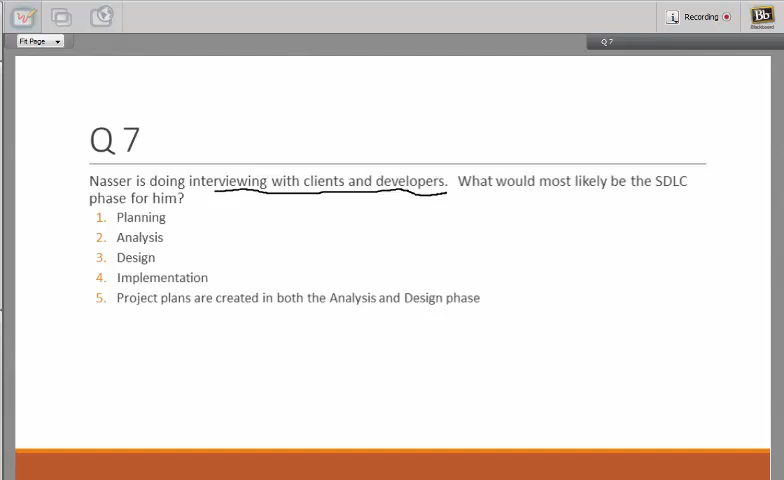 Recording
Bb
Blackboard
Fit Page
Q 7
Q 7
Nasser is doing interviewing with clients and developers. What would most likely be the SDLC
phase for him?
1. Planning
2. Analysis
3. Design
4. Implementation
5. Project plans are created in both the Analysis and Design phase